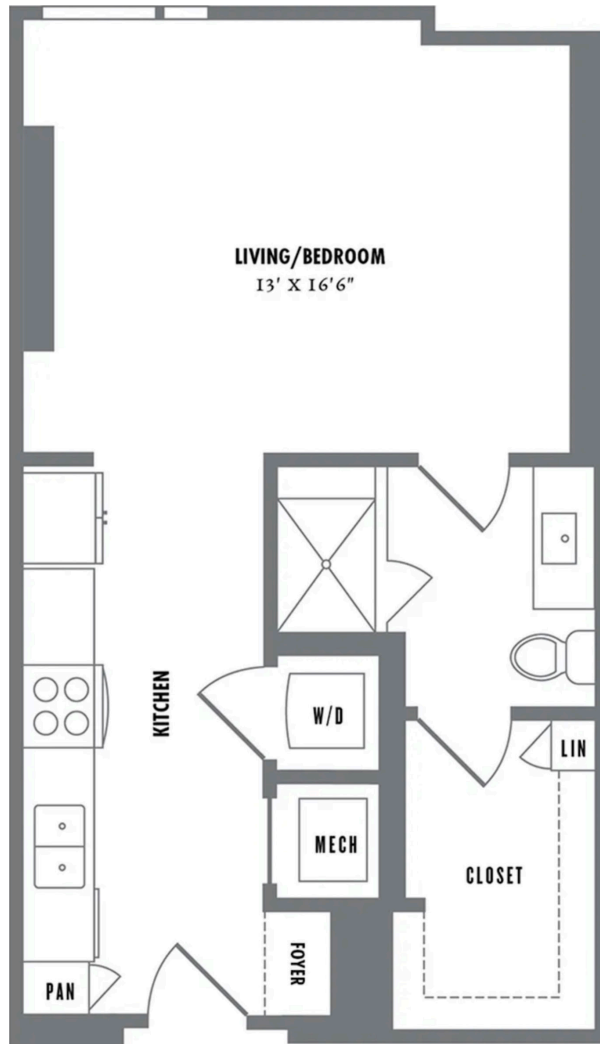 LIVING/BEDROOM
13' X 16'6"
KITCHEN
W/D
LIN
MECH
CLOSET
FOYER
PAN